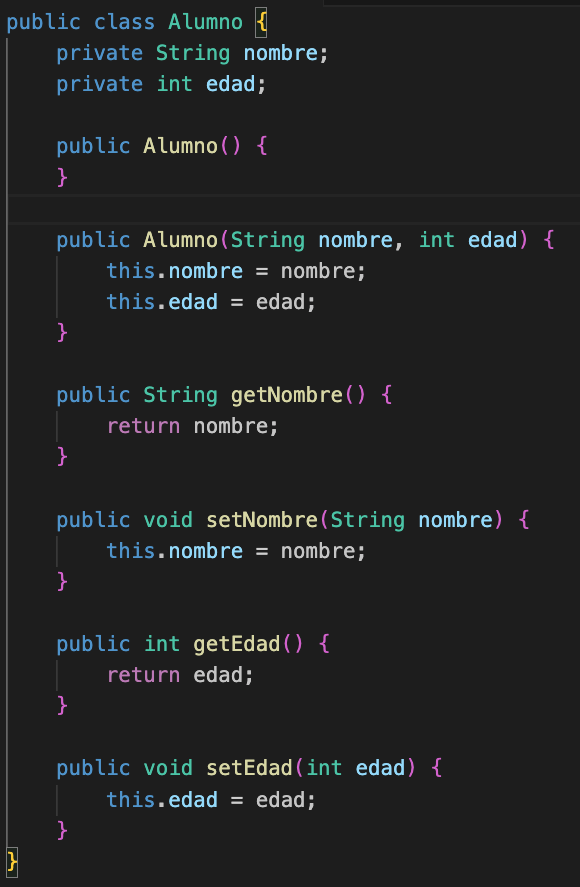 public class Alumno {
    private String nombre;
    private int edad;

    public Alumno() {
    }

    public Alumno(String nombre, int edad) {
        this.nombre = nombre;
        this.edad = edad;
    }

    public String getNombre() {
        return nombre;
    }

    public void setNombre(String nombre) {
        this.nombre = nombre;
    }

    public int getEdad() {
        return edad;
    }

    public void setEdad(int edad) {
        this.edad = edad;
    }
}